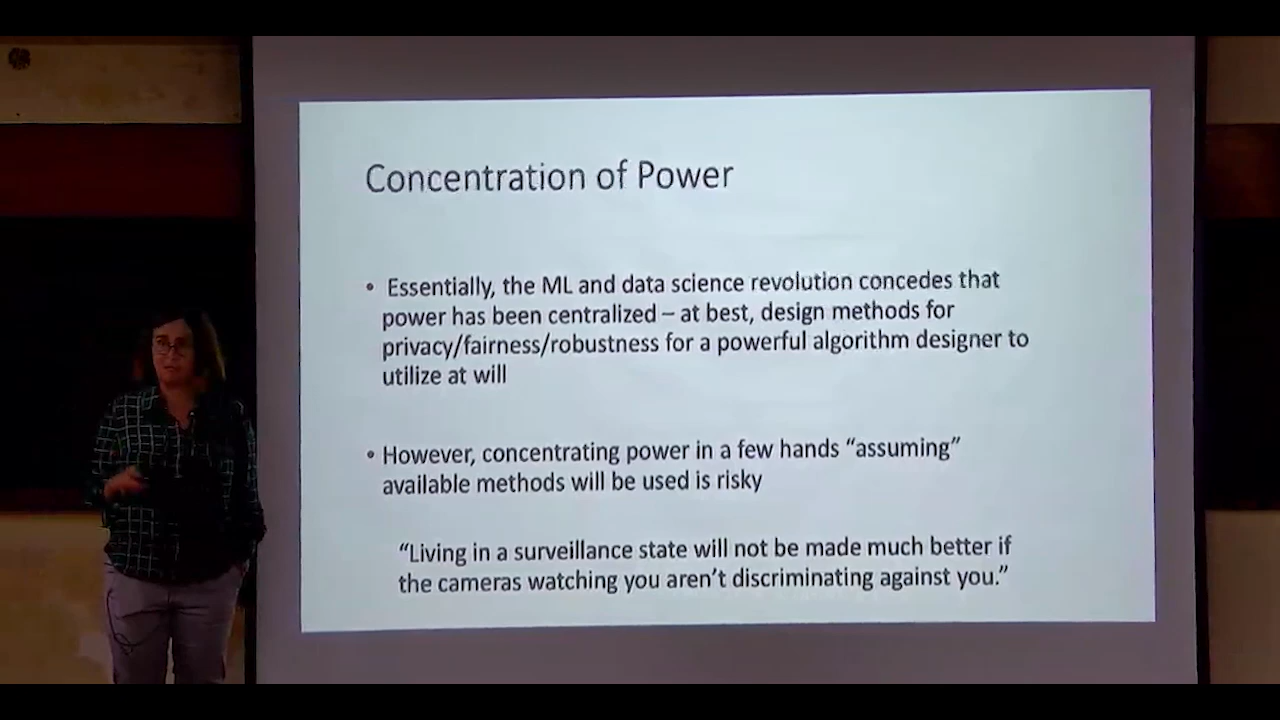 Concentration of Power
• Essentially, the ML and data science revolution concedes that
power has been centralized – at best, design methods for
privacy/fairness/robustness for a powerful algorithm designer to
utilize at will
• However, concentrating power in a few hands “assuming”
available methods will be used is risky
“Living in a surveillance state will not be made much better if
the cameras watching you aren’t discriminating against you.”